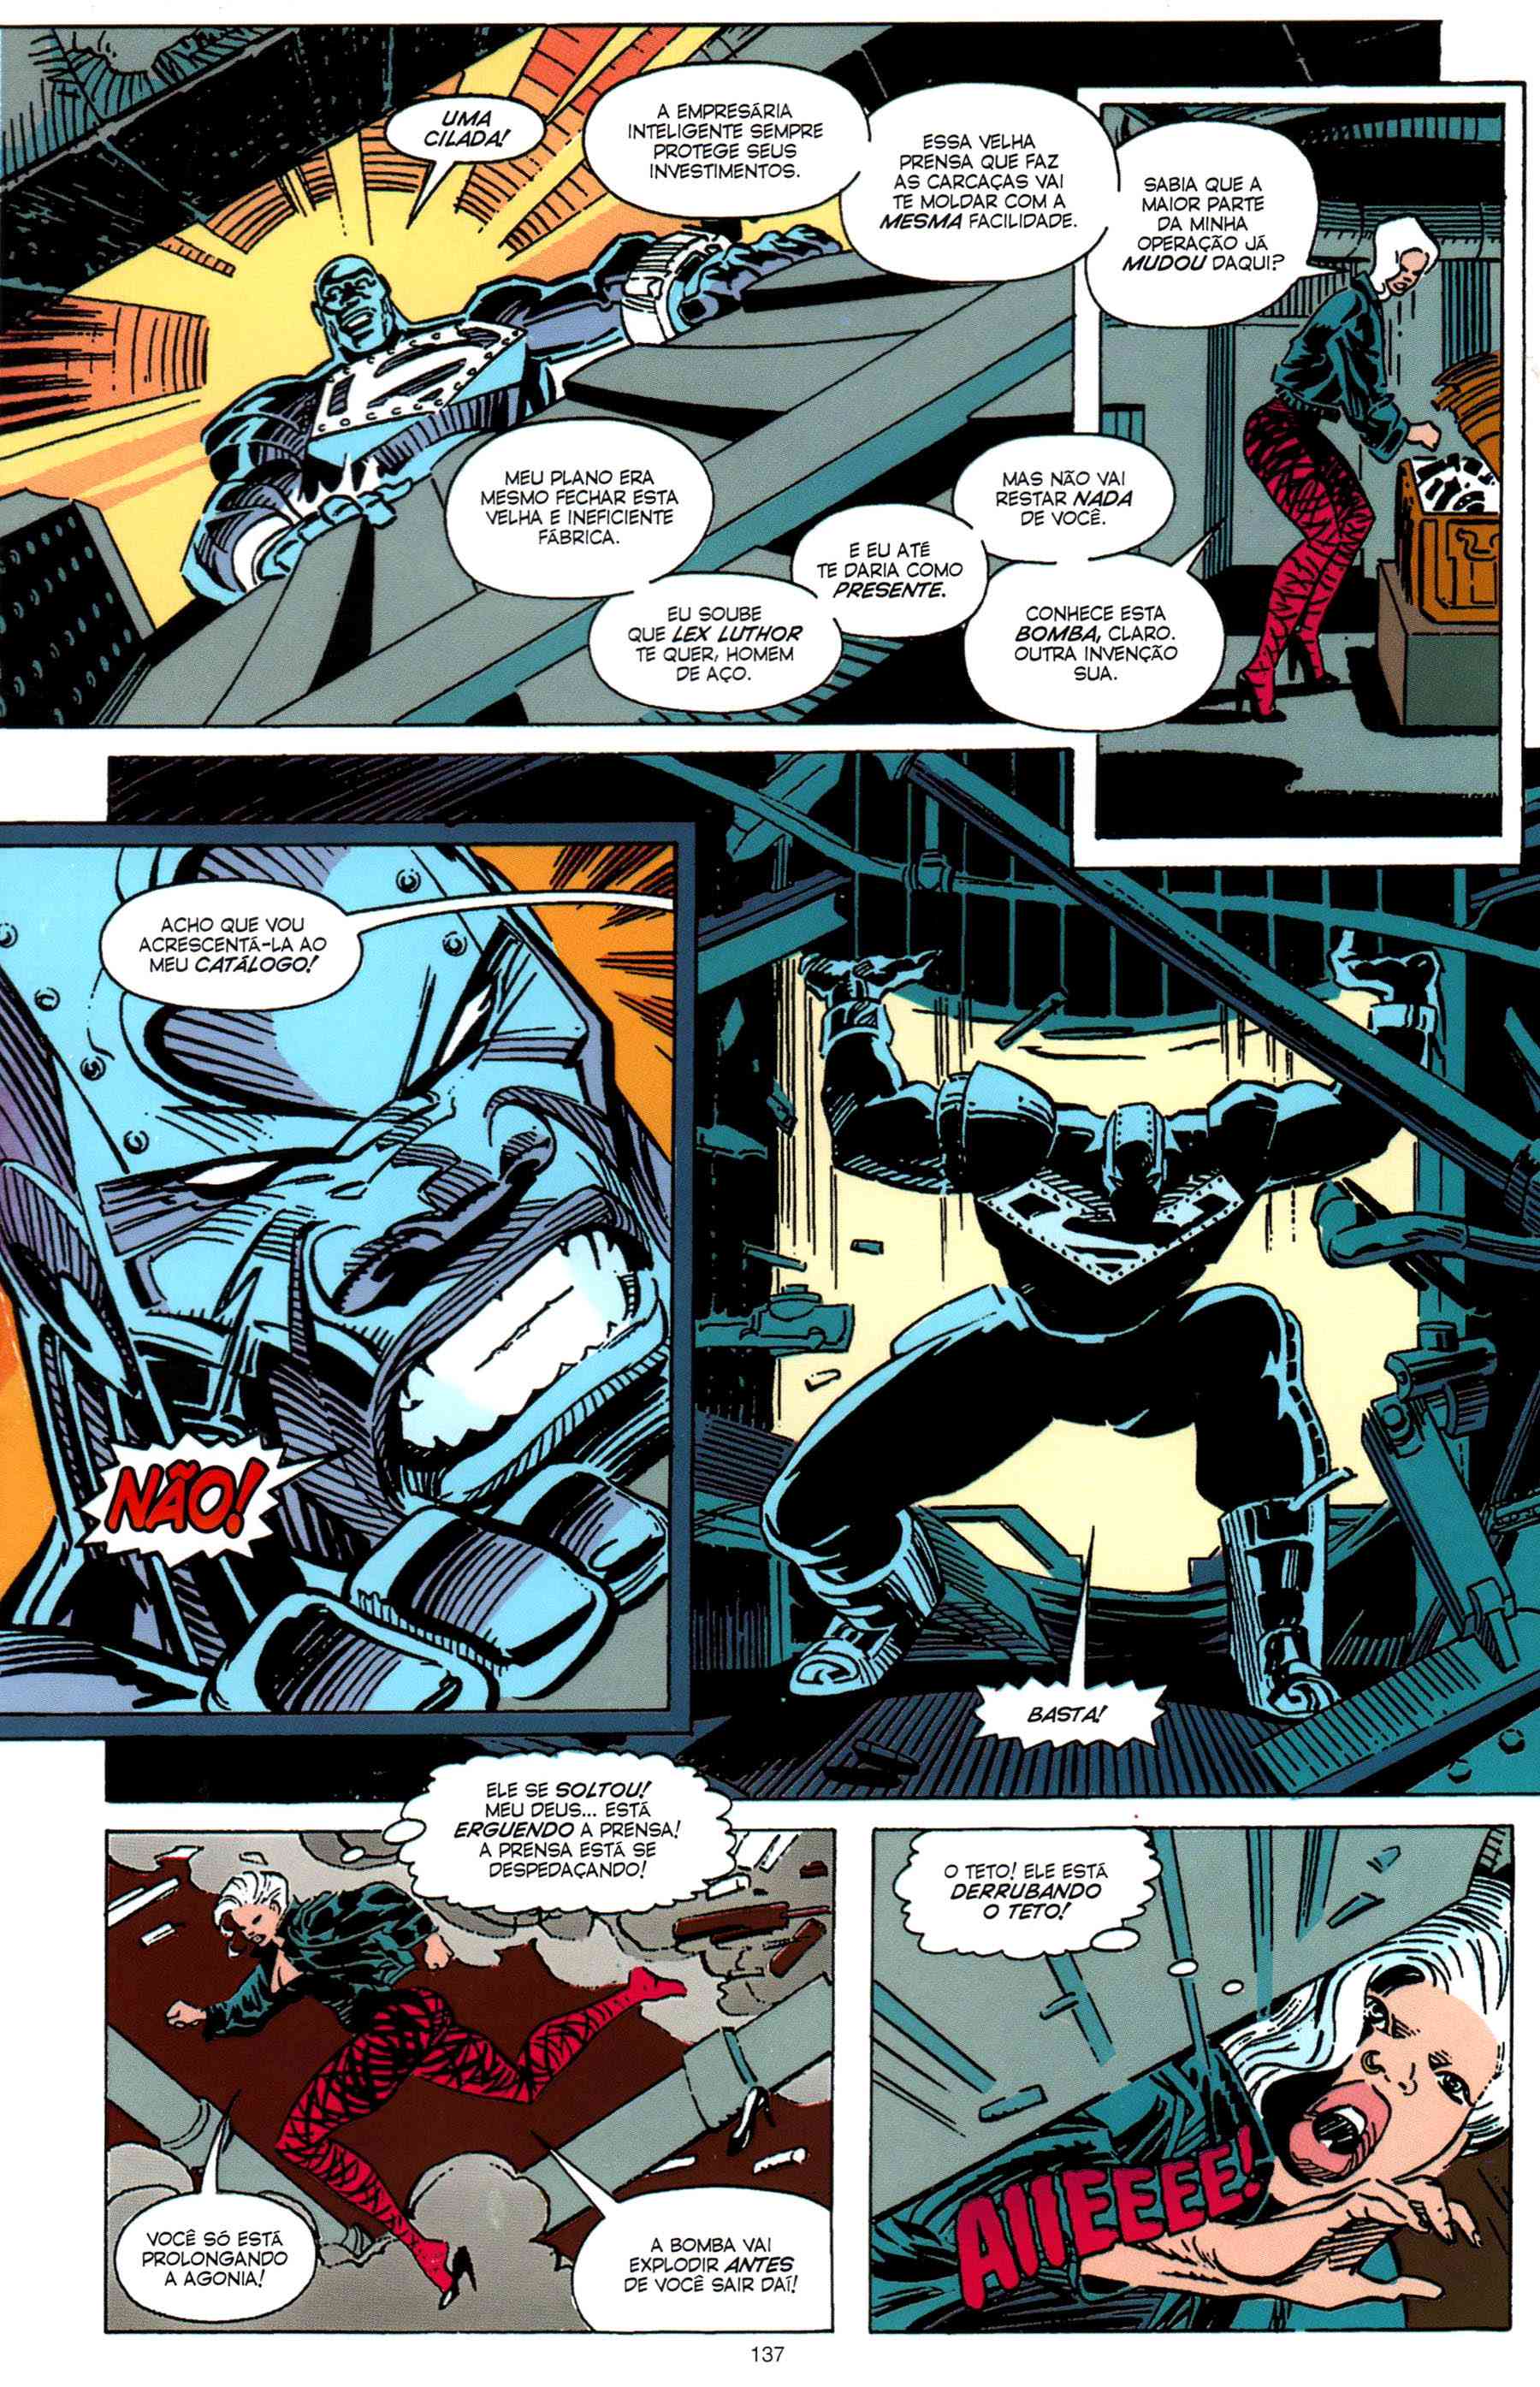 UMA
CILADA!
A EMPRESÁRIA
INTELIGENTE SEMPRE
PROTEGE SEUS
INVESTIMENTOS.
ESSA VELHA
PRENSA QUE FAZ
AS CARCAÇAS VAI
TE MOLDAR COM A
MESMA FACILIDADE.
SABIA QUE A
MAIOR PARTE
DA MINHA
OPERAÇÃO JÁ
MUDOU DAQUI?
MEU PLANO ERA
MESMO FECHAR ESTA
VELHA E INEFICIENTE
FÁBRICA.
EU SOUBE
QUE LEX LUTHOR
TE QUER, HOMEM
DE AÇO.
E EU ATÉ
TE DARIA COMO
PRESENTE.
MAS NÃO VAI
RESTAR NADA
DE VOCÊ.
CONHECE ESTA
BOMBA, CLARO.
OUTRA INVENÇÃO
SUA.
ACHO QUE VOU
ACRESCENTÁ-LA AO
MEU CATÁLOGO!
NÃO!
BASTA!
ELE SE SOLTOU!
MEU DEUS... ESTÁ
ERGUENDO A PRENSA!
A PRENSA ESTÁ SE
DESPEDAÇANDO!
VOCÊ SÓ ESTÁ
PROLONGANDO
A AGONIA!
A BOMBA VAI
EXPLODIR ANTES
DE VOCÊ SAIR DAÍ!
O TETO! ELE ESTÁ
DERRUBANDO
O TETO!
AIIEEEE!
137